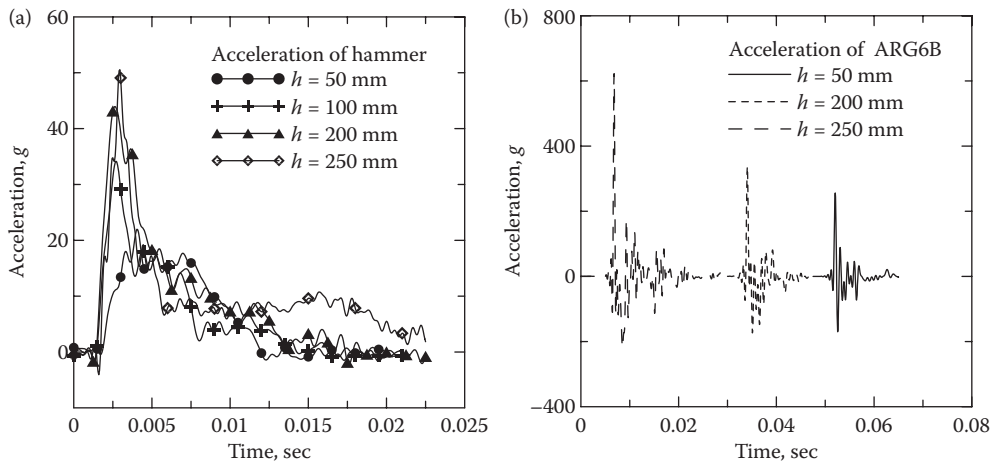 (a)
60
40
20
0
Acceleration, g
Acceleration of hammer
h = 50 mm
h = 100 mm
h = 200 mm
h = 250 mm
0 0.005 0.01 0.015 0.02 0.025
Time, sec
(b)
800
400
0
−400
Acceleration, g
Acceleration of ARG6B
h = 50 mm
h = 200 mm
h = 250 mm
0 0.02 0.04 0.06 0.08
Time, sec